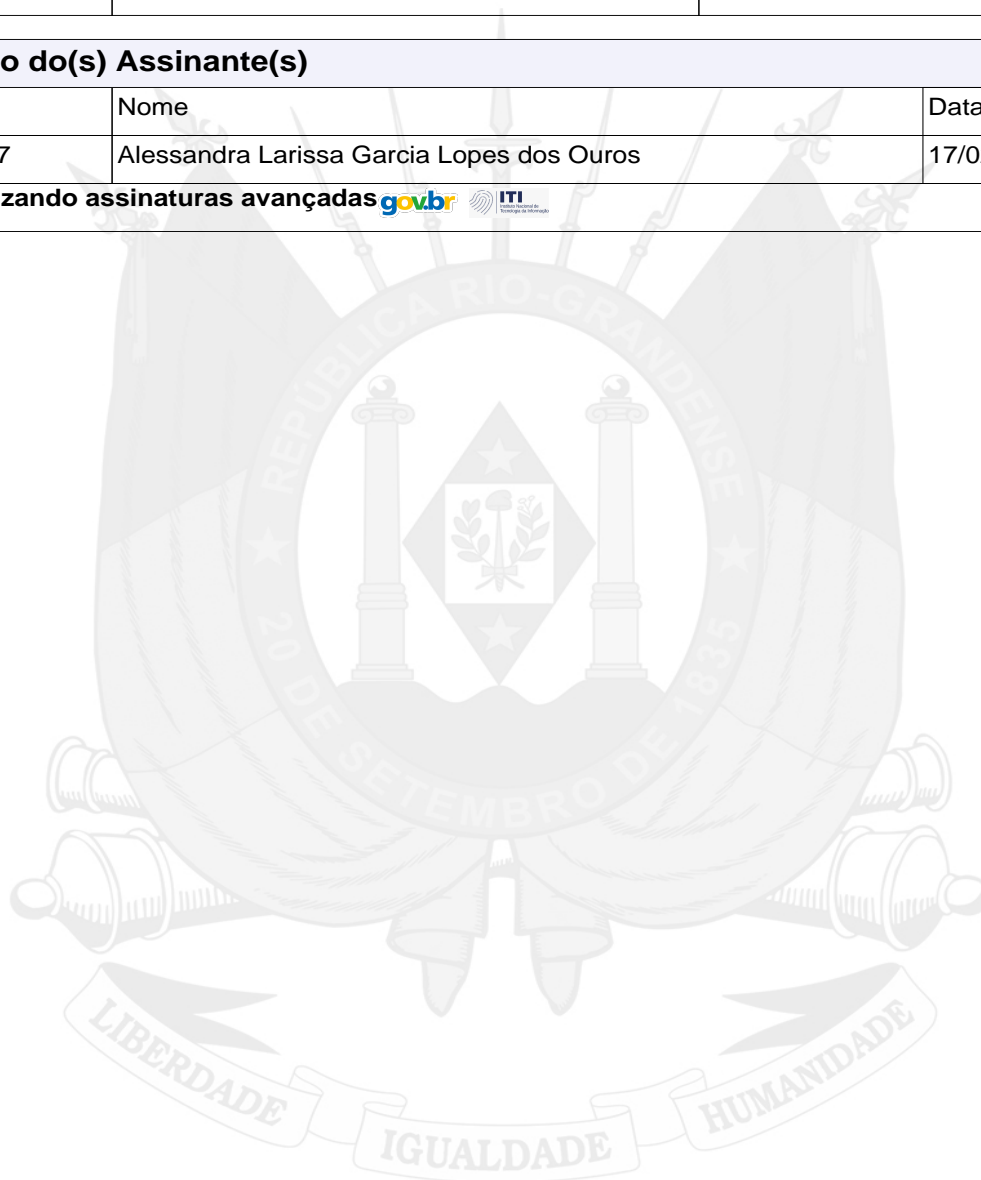 o do(s) Assinante(s)
Nome
Data
7
Alessandra Larissa Garcia Lopes dos Ouros
17/0
zando assinaturas avançadas gov.br ITI
REPÚBLICA RIO-GRANDENSE
★ 20 DE SETEMBRO DE 1835 ★
LIBERDADE
IGUALDADE
HUMANIDADE